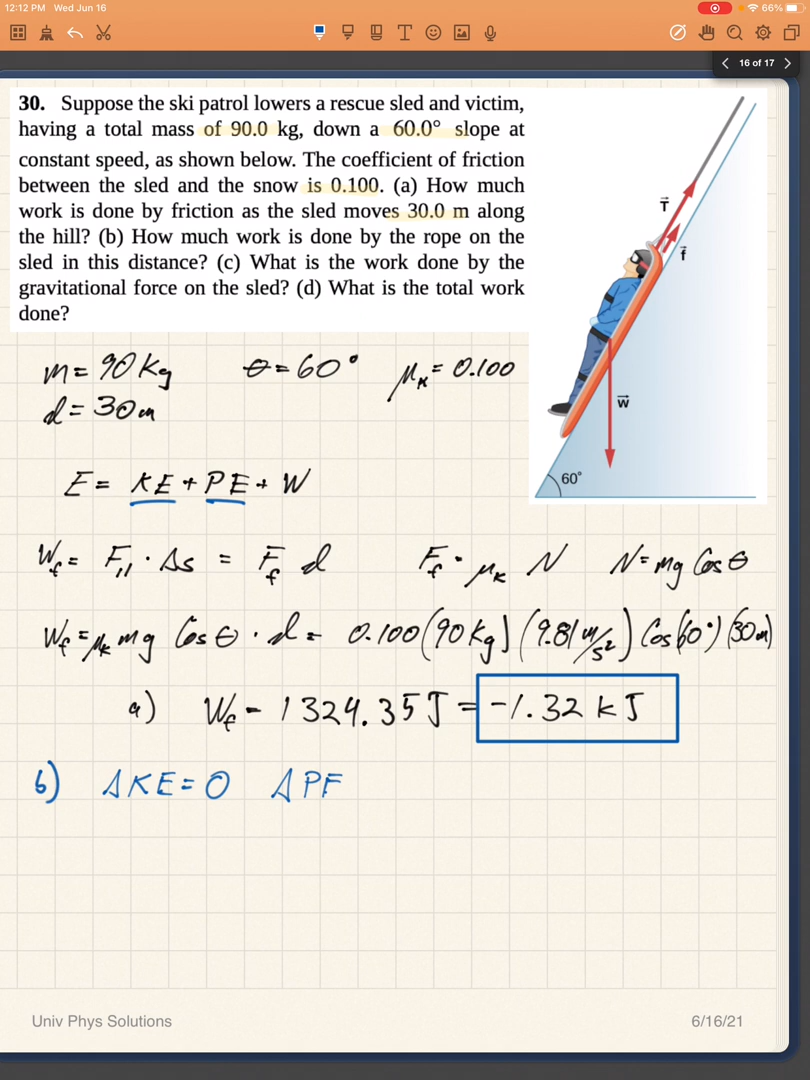 12:12 PM Wed Jun 16
66%
16 of 17
30. Suppose the ski patrol lowers a rescue sled and victim,
having a total mass of 90.0 kg, down a 60.0° slope at
constant speed, as shown below. The coefficient of friction
between the sled and the snow is 0.100. (a) How much
work is done by friction as the sled moves 30.0 m along
the hill? (b) How much work is done by the rope on the
sled in this distance? (c) What is the work done by the
gravitational force on the sled? (d) What is the total work
done?
T
f
w
60°
m = 90 Kg θ = 60° μₖ = 0.100
d = 30 m
E = KE + PE + W
W_f = F_∥ · Δs = F_f d F_f = μₖ N N = mg Cos θ
W_f = μₖ mg Cos θ · d = 0.100 (90 kg) (9.81 m/s²) Cos(60°) (30m)
a) W_f = 1324.35 J = -1.32 kJ
b) ΔKE = 0 ΔPE
Univ Phys Solutions
6/16/21